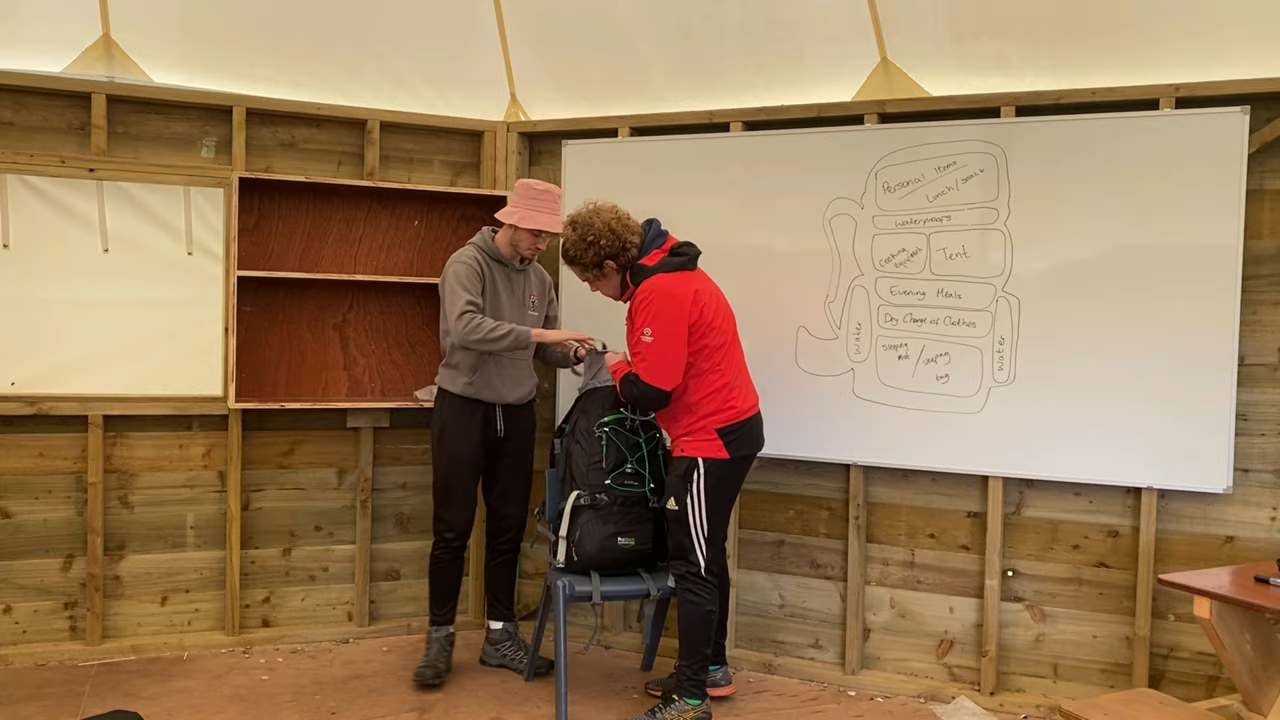 Personal Items
Lunch/snack
Waterproofs
Cooking
equipment
Tent
Evening Meals
Dry Change of Clothes
Water
Sleeping
mat / sleeping
bag
Water